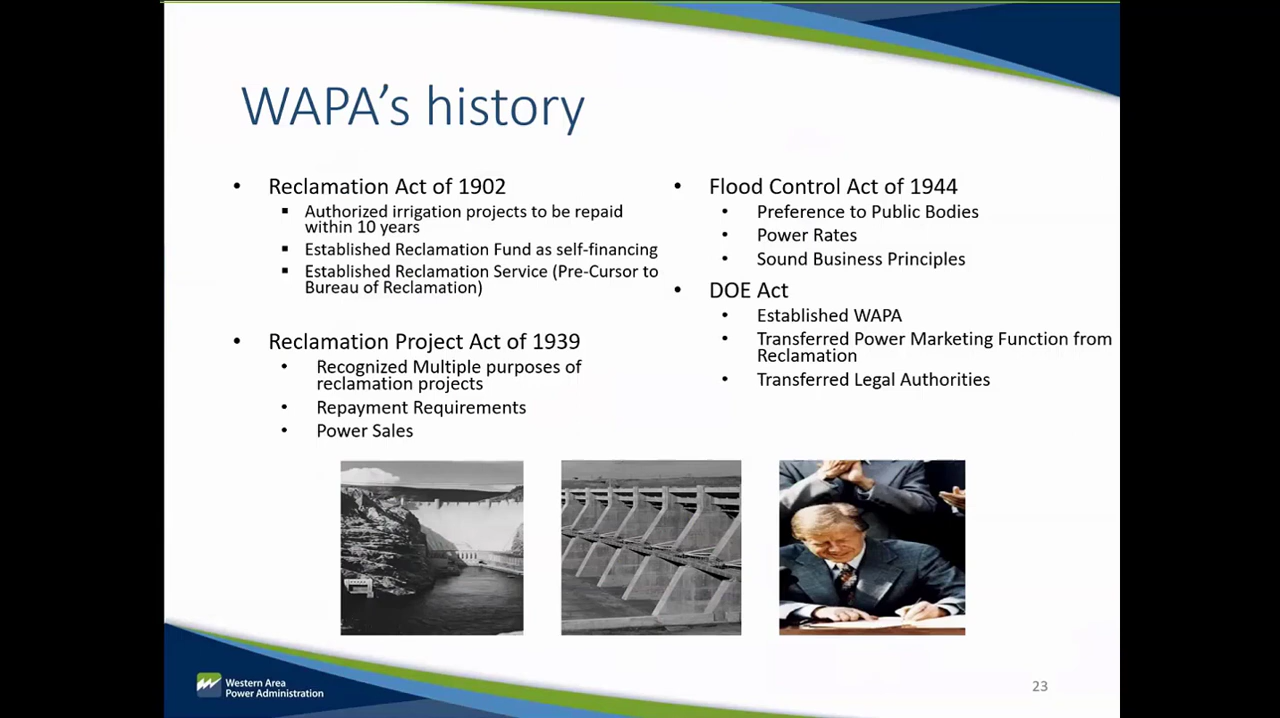 WAPA's history
• Reclamation Act of 1902
▪ Authorized irrigation projects to be repaid
within 10 years
▪ Established Reclamation Fund as self-financing
▪ Established Reclamation Service (Pre-Cursor to
Bureau of Reclamation)
• Reclamation Project Act of 1939
• Recognized Multiple purposes of
reclamation projects
• Repayment Requirements
• Power Sales
• Flood Control Act of 1944
• Preference to Public Bodies
• Power Rates
• Sound Business Principles
• DOE Act
• Established WAPA
• Transferred Power Marketing Function from
Reclamation
• Transferred Legal Authorities
Western Area
Power Administration
23